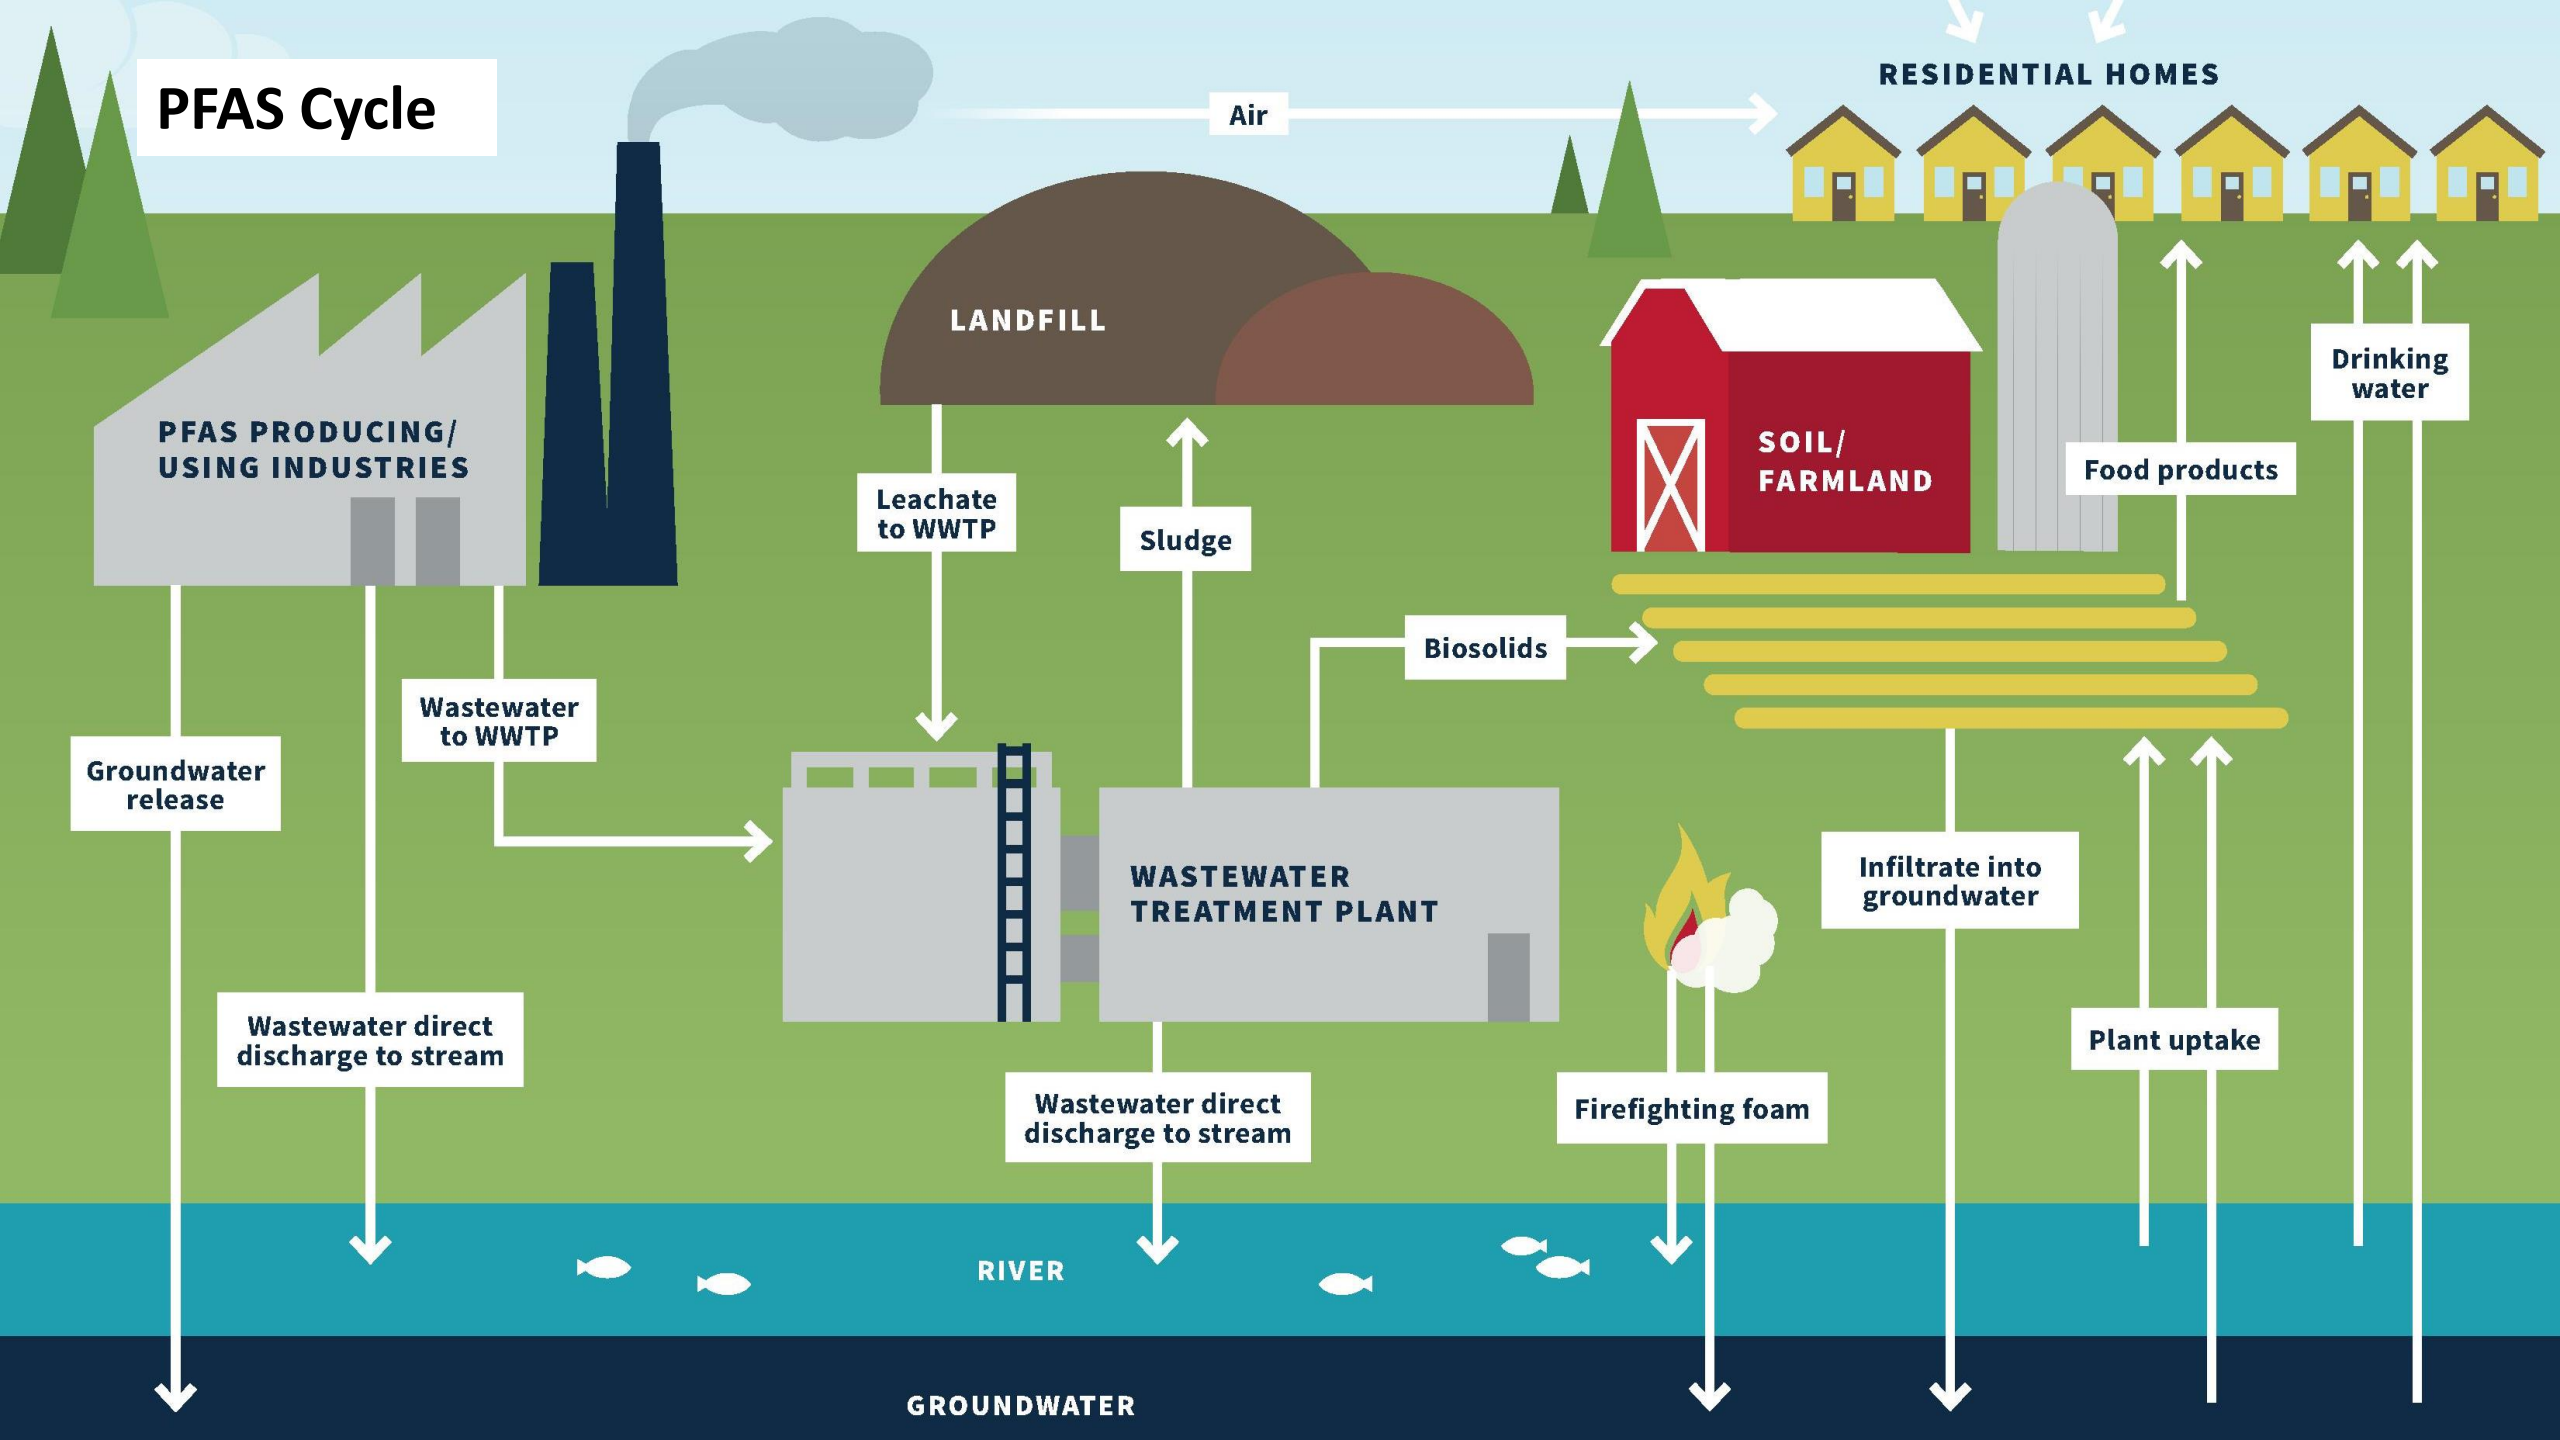 PFAS Cycle
Air
RESIDENTIAL HOMES
LANDFILL
PFAS PRODUCING/
USING INDUSTRIES
Leachate
to WWTP
Sludge
SOIL/
FARMLAND
Food products
Drinking
water
Biosolids
Wastewater
to WWTP
Groundwater
release
WASTEWATER
TREATMENT PLANT
Infiltrate into
groundwater
Wastewater direct
discharge to stream
Wastewater direct
discharge to stream
Firefighting foam
Plant uptake
RIVER
GROUNDWATER